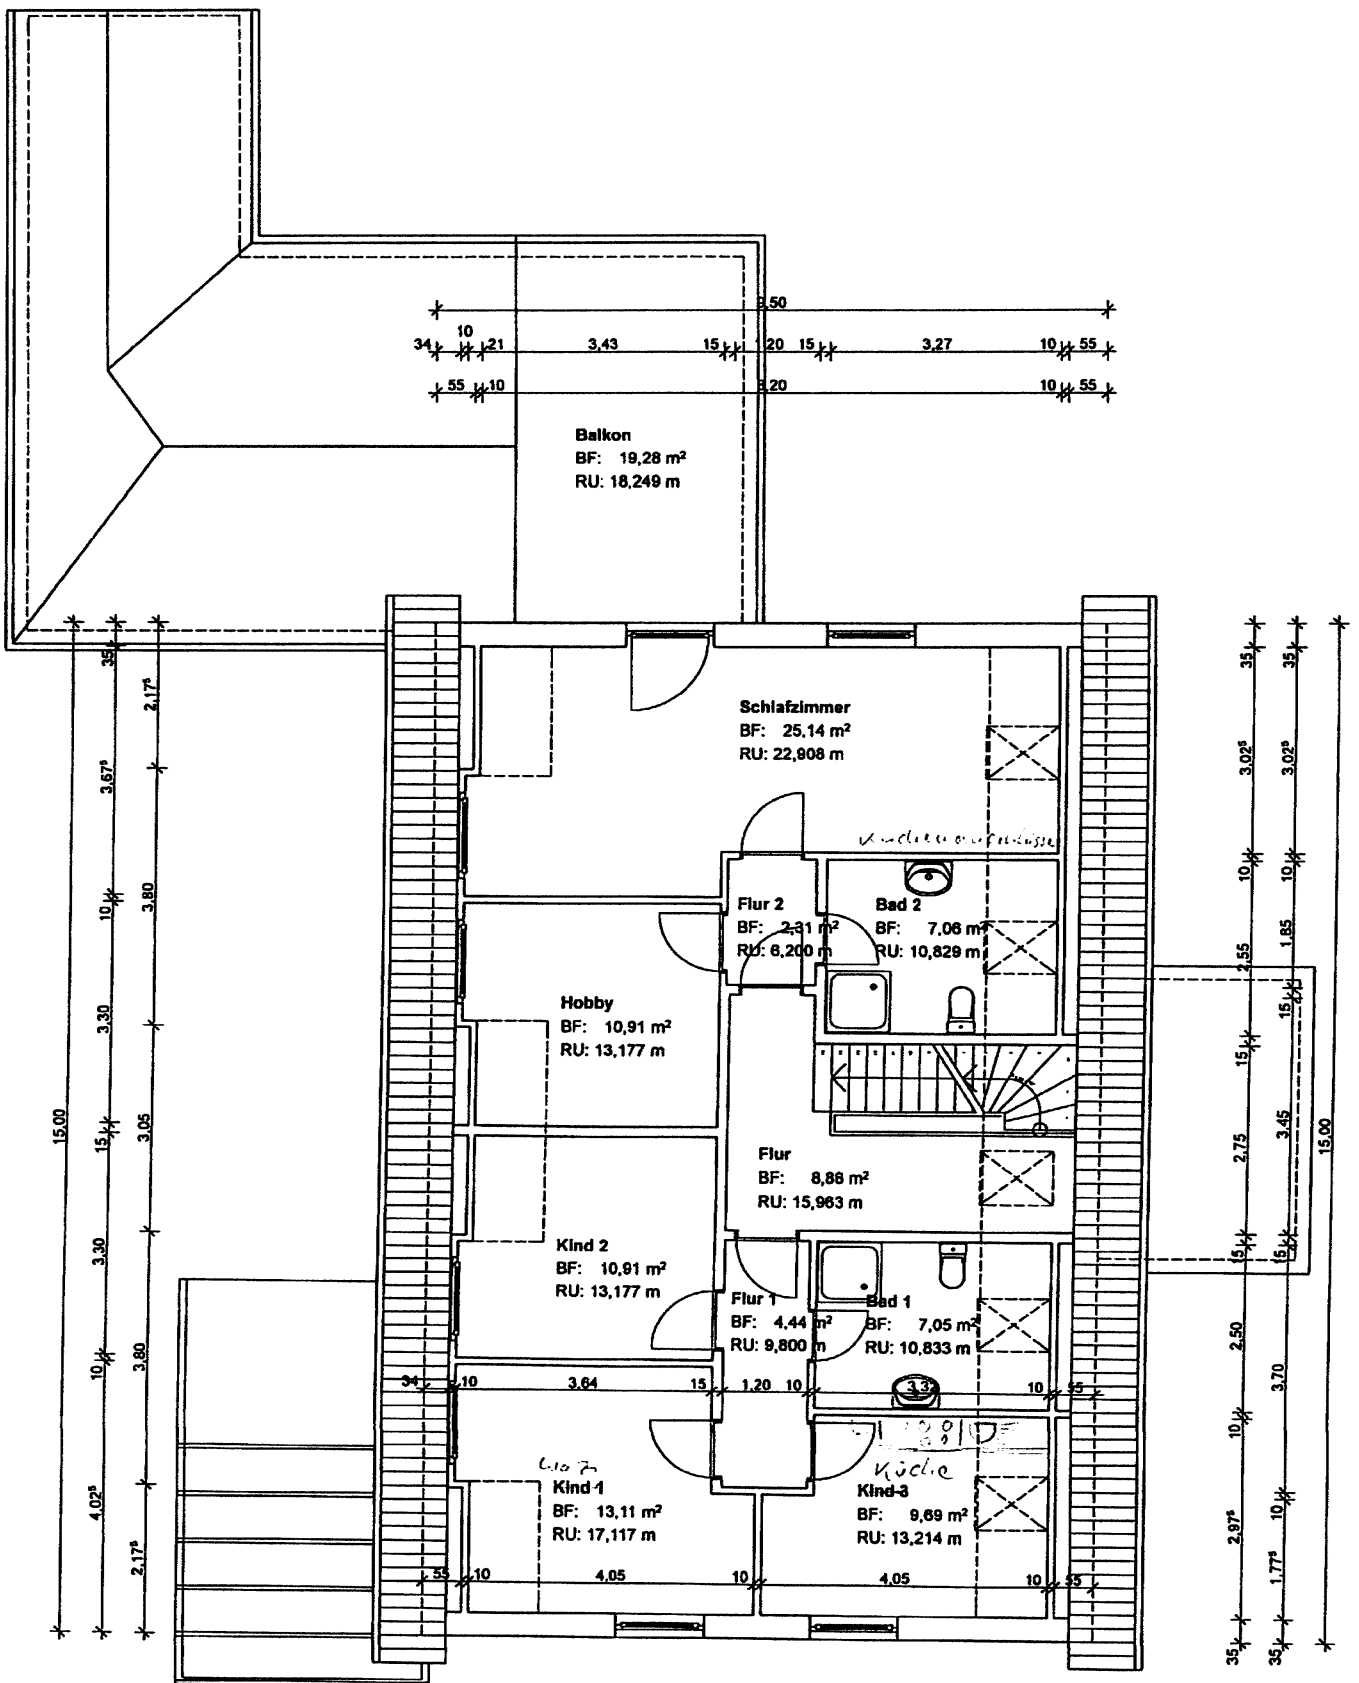 9,50
34 10 21 3,43 15 1,20 15 3,27 10 55
55 10 8,20 10 55
Balkon
BF: 19,28 m²
RU: 18,249 m
Schlafzimmer
BF: 25,14 m²
RU: 22,908 m
Flur 2
BF: 2,31 m²
RU: 6,200 m
Bad 2
BF: 7,06 m²
RU: 10,829 m
Hobby
BF: 10,91 m²
RU: 13,177 m
Flur
BF: 8,86 m²
RU: 15,963 m
Kind 2
BF: 10,91 m²
RU: 13,177 m
Flur 1
BF: 4,44 m²
RU: 9,800 m
Bad 1
BF: 7,05 m²
RU: 10,833 m
34 10 3,64 15 1,20 10 3,32 10 55
Küche
Kind 1
BF: 13,11 m²
RU: 17,117 m
Kind 3
BF: 9,69 m²
RU: 13,214 m
55 10 4,05 10 4,05 10 55
15,00
35 3,67⁵ 10 3,30 15 3,30 10 4,02⁵
2,17⁵ 3,80 3,05 3,80 2,17⁵
35 3,02⁵ 10 2,55 15 2,75 15 2,50 10 2,97⁵ 35
35 3,02⁵ 10 1,85 15 3,45 15 3,70 10 1,77⁵ 35
15,00